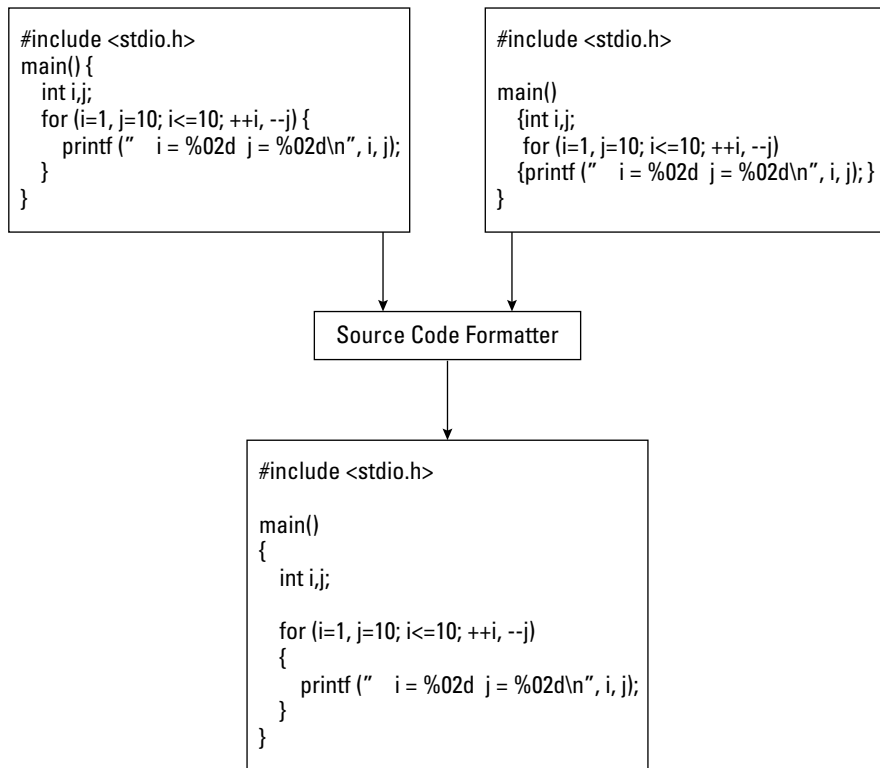 #include <stdio.h>
main() {
   int i,j;
   for (i=1, j=10; i<=10; ++i, --j) {
      printf (”   i = %02d  j = %02d\n”, i, j);
   }
}
#include <stdio.h>

main()
   {int i,j;
    for (i=1, j=10; i<=10; ++i, --j)
   {printf (”   i = %02d  j = %02d\n”, i, j); }
}
Source Code Formatter
#include <stdio.h>

main()
{
   int i,j;

   for (i=1, j=10; i<=10; ++i, --j)
   {
      printf (”   i = %02d  j = %02d\n”, i, j);
   }
}